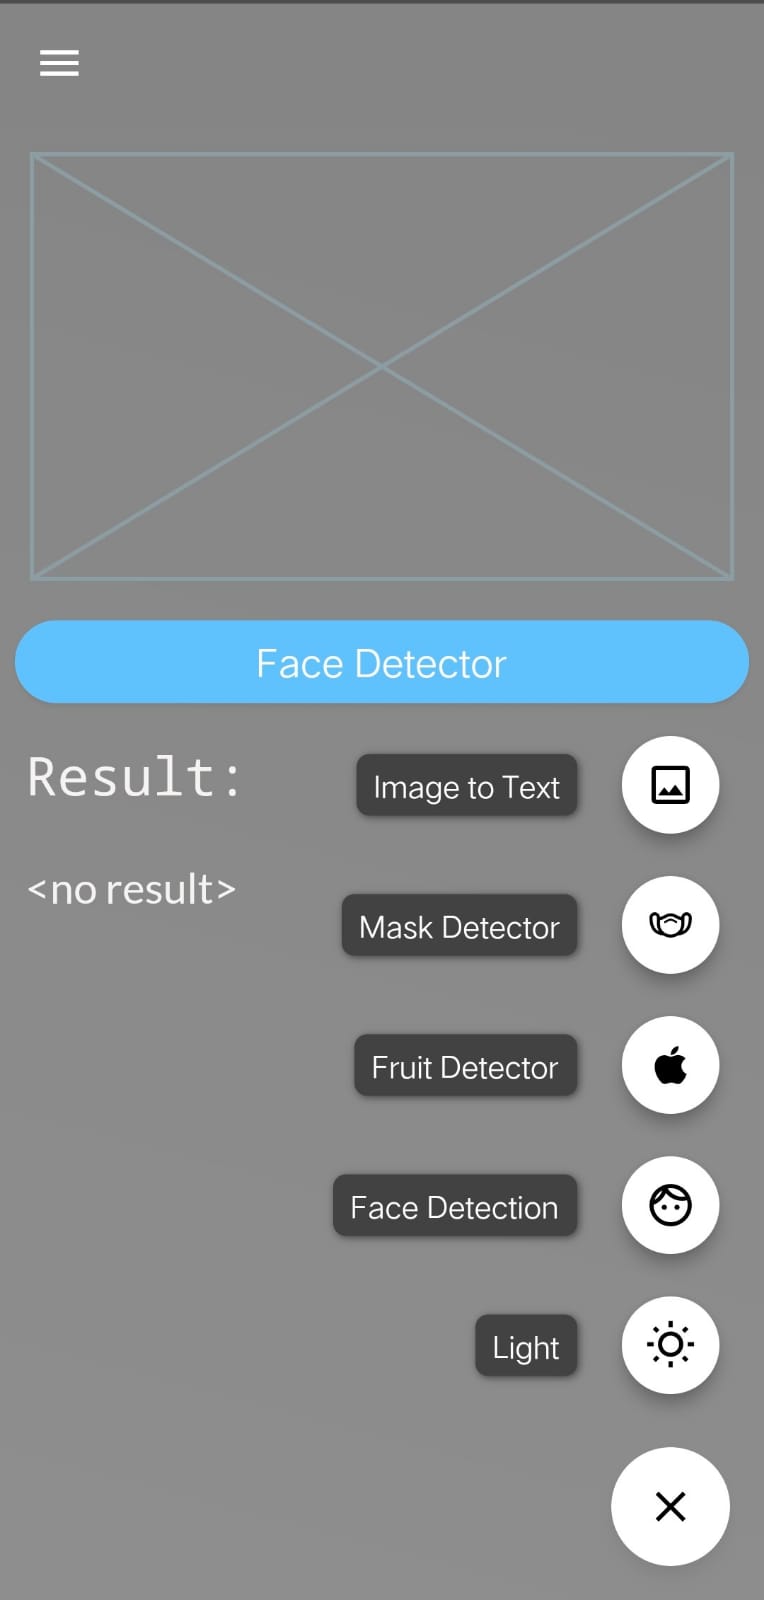 Face Detector
Result:
<no result>
Image to Text
Mask Detector
Fruit Detector
Face Detection
Light